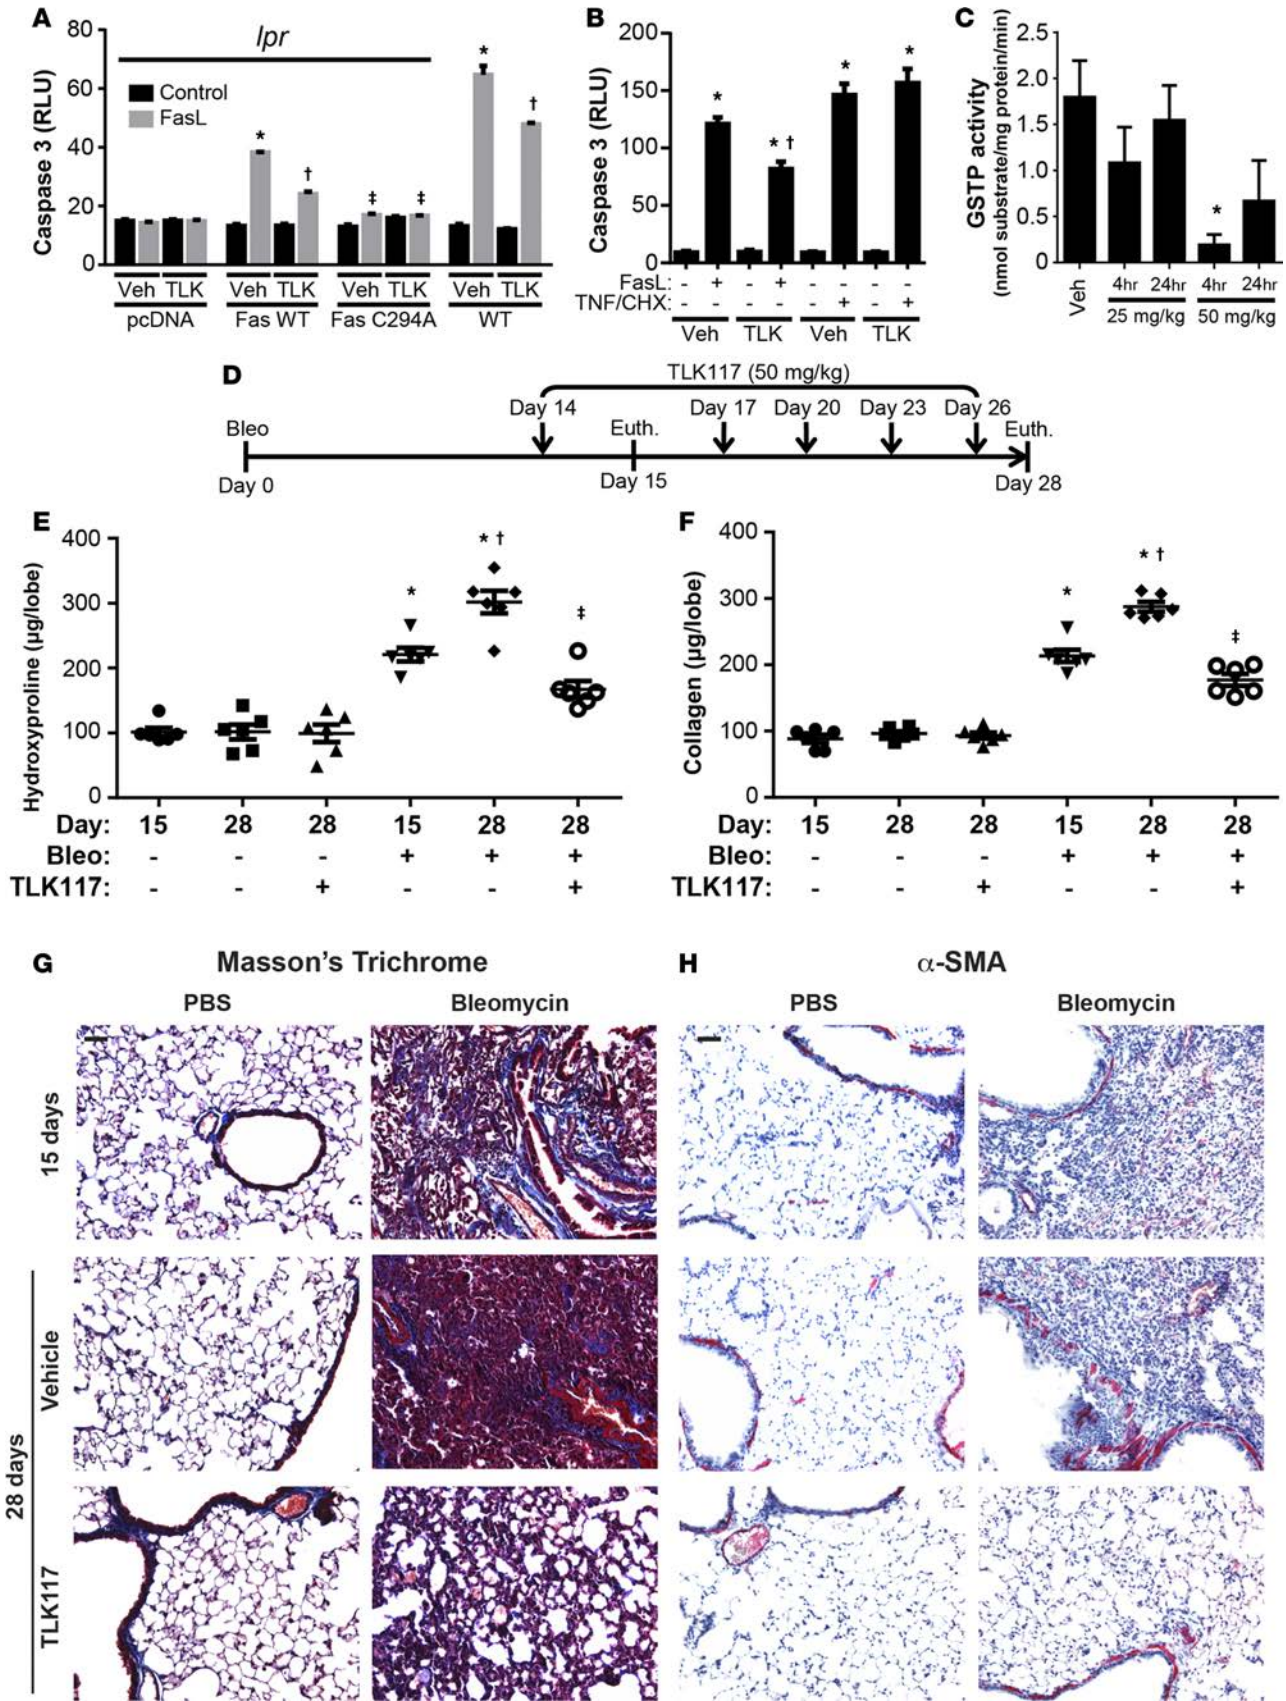 A
80
60
40
20
0
Caspase 3 (RLU)
lpr
Control
FasL
*
†
‡
‡
*
†
Veh TLK Veh TLK Veh TLK Veh TLK
pcDNA Fas WT Fas C294A WT
B
200
150
100
50
0
Caspase 3 (RLU)
*
* †
*
*
FasL: - + - + - - - -
TNF/CHX: - - - - - + - +
Veh TLK Veh TLK
C
2.5
2.0
1.5
1.0
0.5
0.0
GSTP activity
(nmol substrate/mg protein/min)
*
Veh 4hr 24hr 4hr 24hr
25 mg/kg 50 mg/kg
D
TLK117 (50 mg/kg)
Day 14 Day 17 Day 20 Day 23 Day 26
Bleo Euth. Euth.
Day 0 Day 15 Day 28
E
400
300
200
100
0
Hydroxyproline (µg/lobe)
*
* †
‡
Day: 15 28 28 15 28 28
Bleo: - - - + + +
TLK117: - - + - - +
F
400
300
200
100
0
Collagen (µg/lobe)
*
* †
‡
Day: 15 28 28 15 28 28
Bleo: - - - + + +
TLK117: - - + - - +
G Masson's Trichrome
PBS Bleomycin
H α-SMA
PBS Bleomycin
15 days
28 days
Vehicle
TLK117